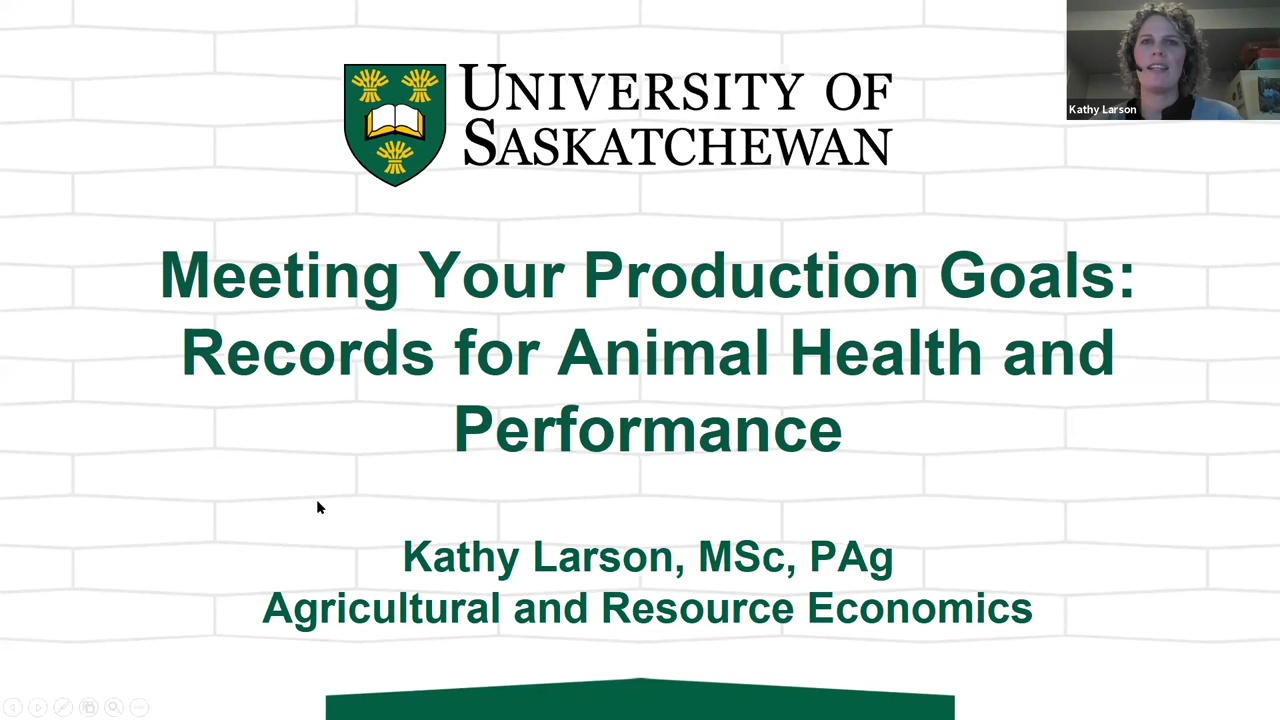 UNIVERSITY OF
SASKATCHEWAN
Kathy Larson
Meeting Your Production Goals:
Records for Animal Health and
Performance
Kathy Larson, MSc, PAg
Agricultural and Resource Economics